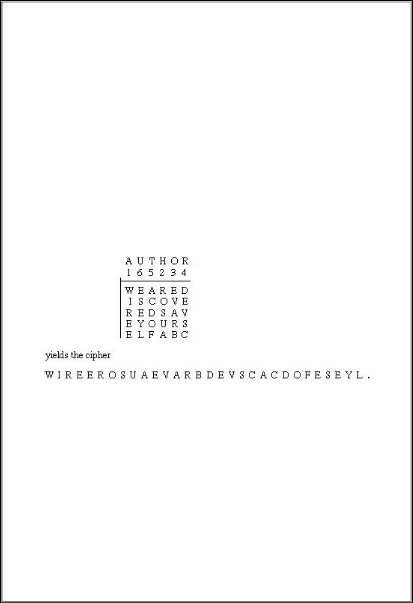 A U T H O R
1 6 5 2 3 4
W E A R E D
I S C O V E
R E D S A V
E Y O U R S
E L F A B C
yields the cipher
W I R E E R O S U A E V A R B D E V S C A C D O F E S E Y L .